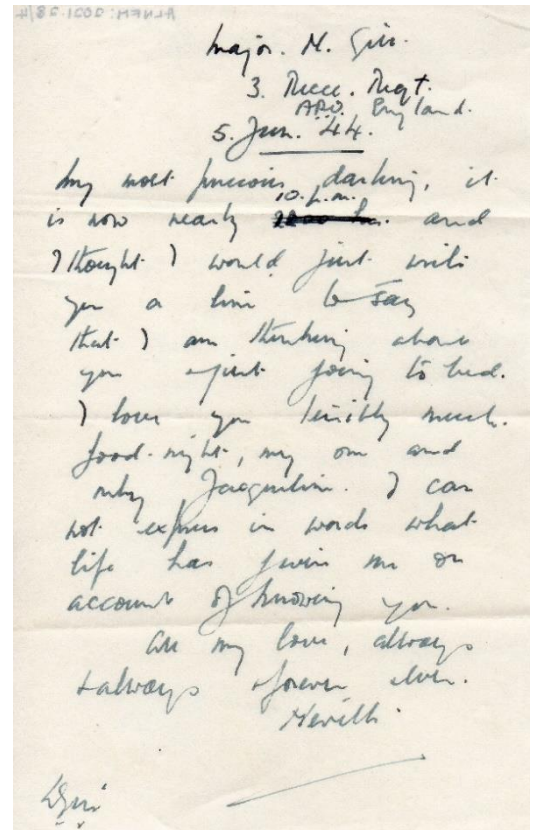 Major. N. Gill.
3. Recce. Regt.
APO. England.
5. Jun. 44.
My most precious darling, it
is now nearly 10. p.m. and
I thought I would just write
you a line to say
that I am thinking about
you & just going to bed.
I love you terribly much.
Good-night, my own and
only Jacqueline. I can
not express in words what
life has given me on
account of knowing you.
All my love, always
& always & forever & ever.
Neville.